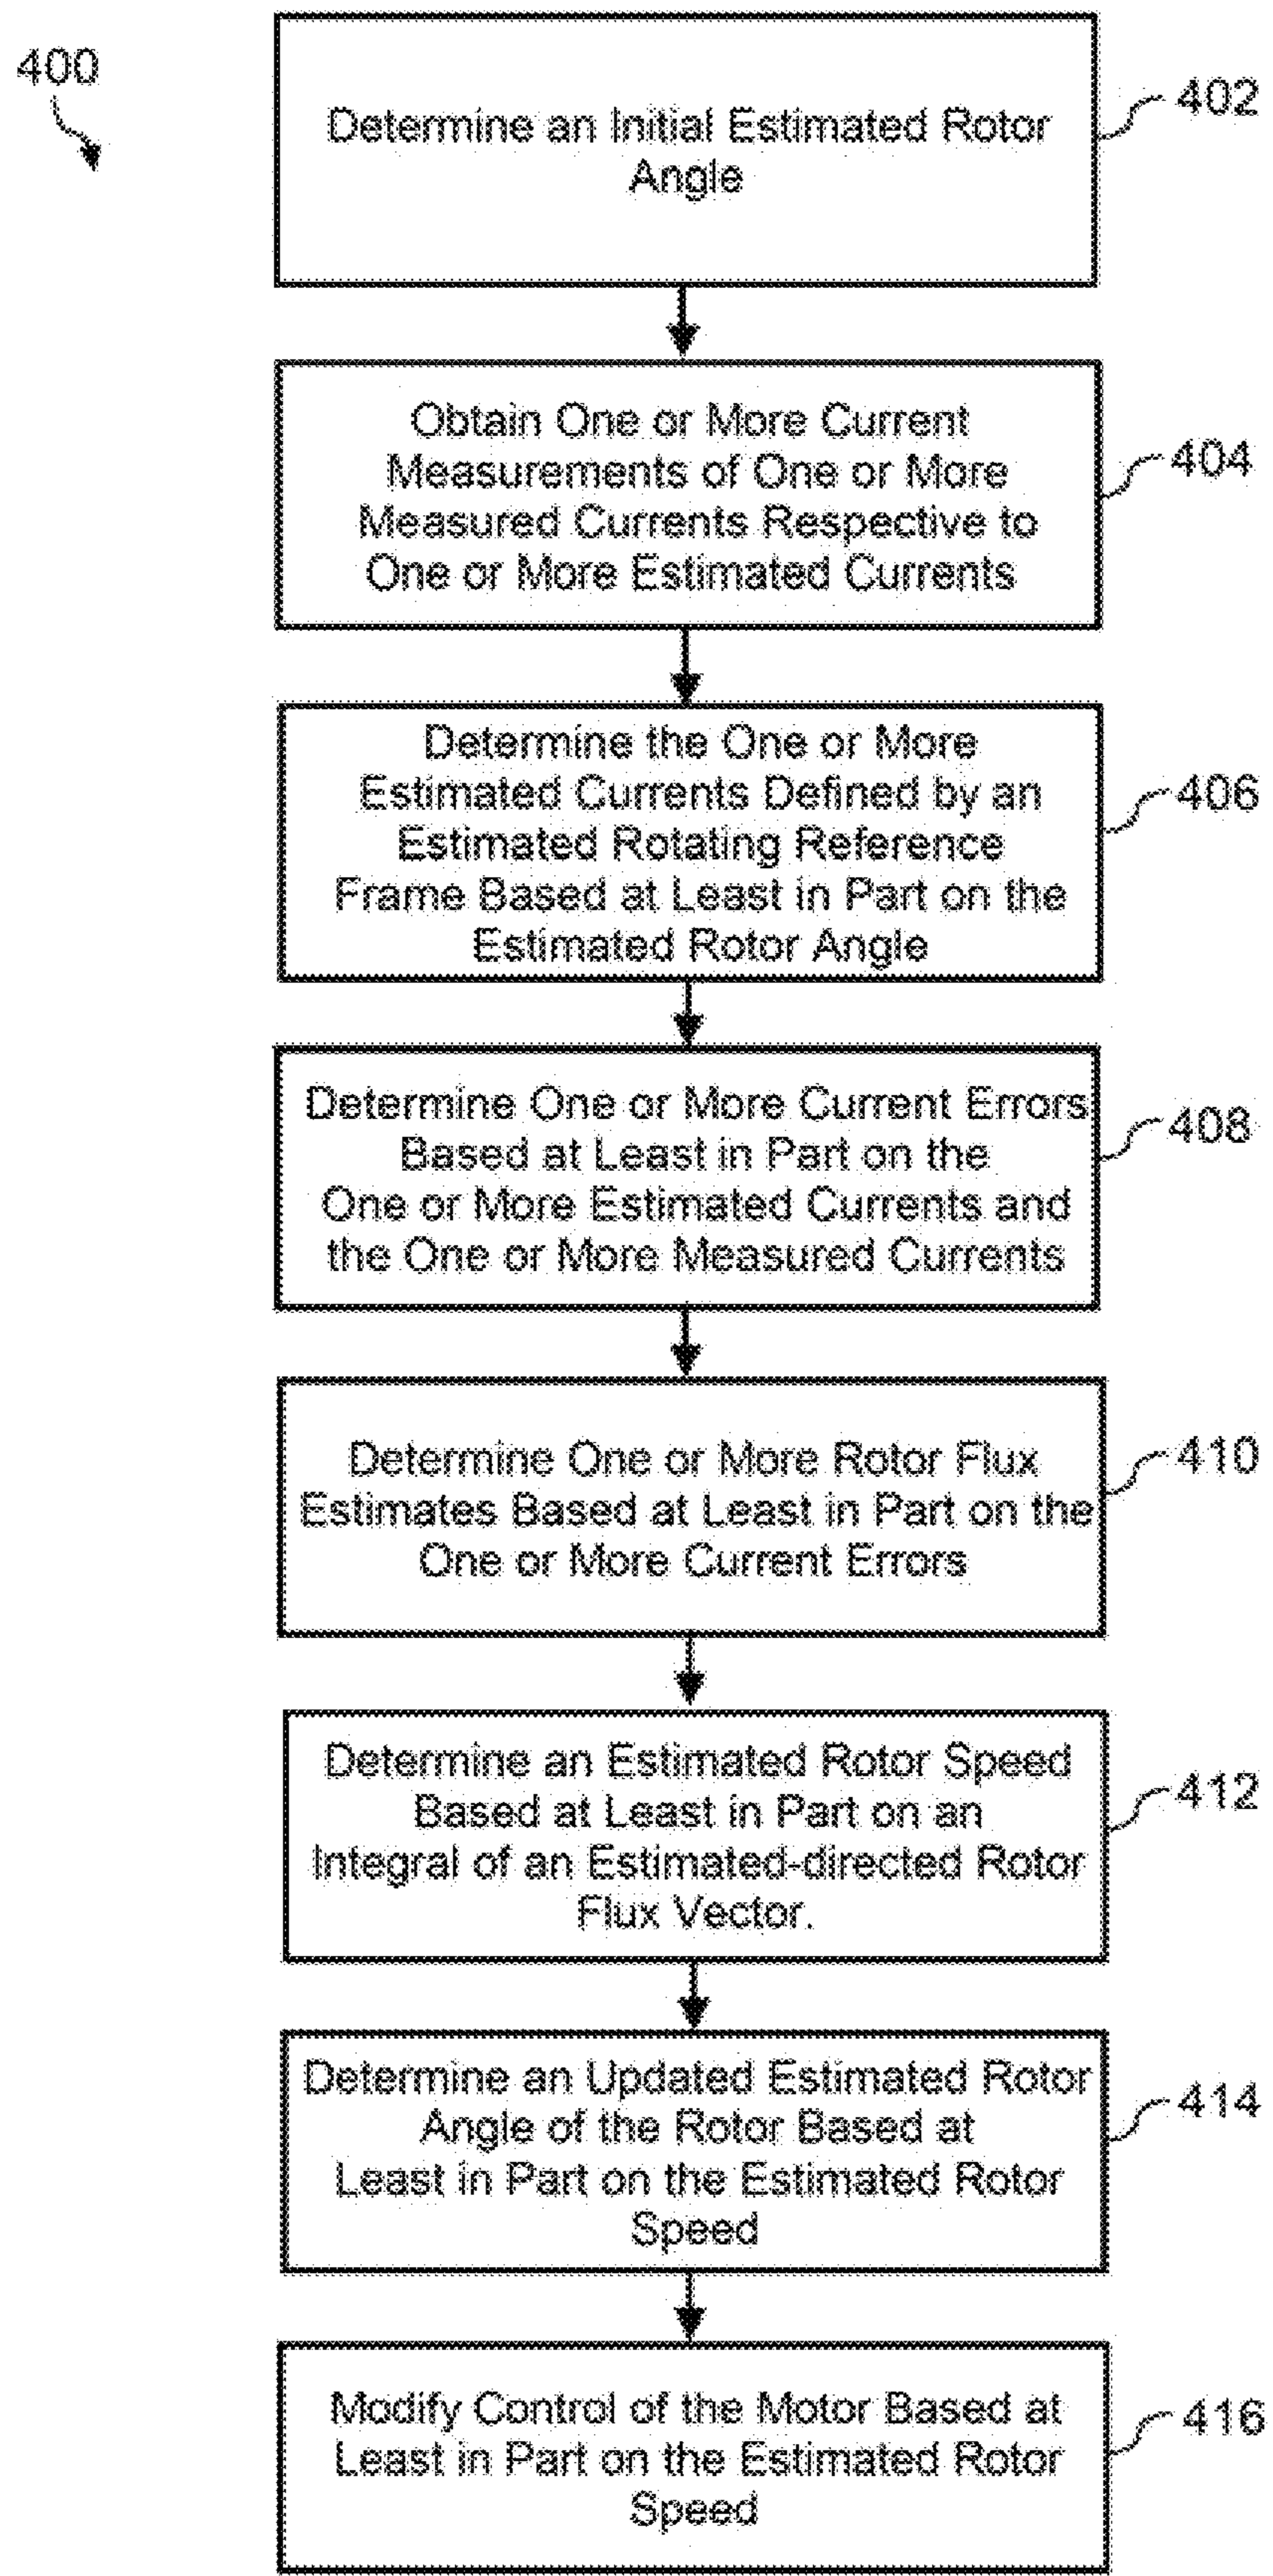 400
Determine an Initial Estimated Rotor
Angle
402
Obtain One or More Current
Measurements of One or More
Measured Currents Respective to
One or More Estimated Currents
404
Determine the One or More
Estimated Currents Defined by an
Estimated Rotating Reference
Frame Based at Least in Part on the
Estimated Rotor Angle
406
Determine One or More Current Errors
Based at Least in Part on the
One or More Estimated Currents and
the One or More Measured Currents
408
Determine One or More Rotor Flux
Estimates Based at Least in Part on the
One or More Current Errors
410
Determine an Estimated Rotor Speed
Based at Least in Part on an
Integral of an Estimated-directed Rotor
Flux Vector.
412
Determine an Updated Estimated Rotor
Angle of the Rotor Based at
Least in Part on the Estimated Rotor
Speed
414
Modify Control of the Motor Based at
Least in Part on the Estimated Rotor
Speed
416